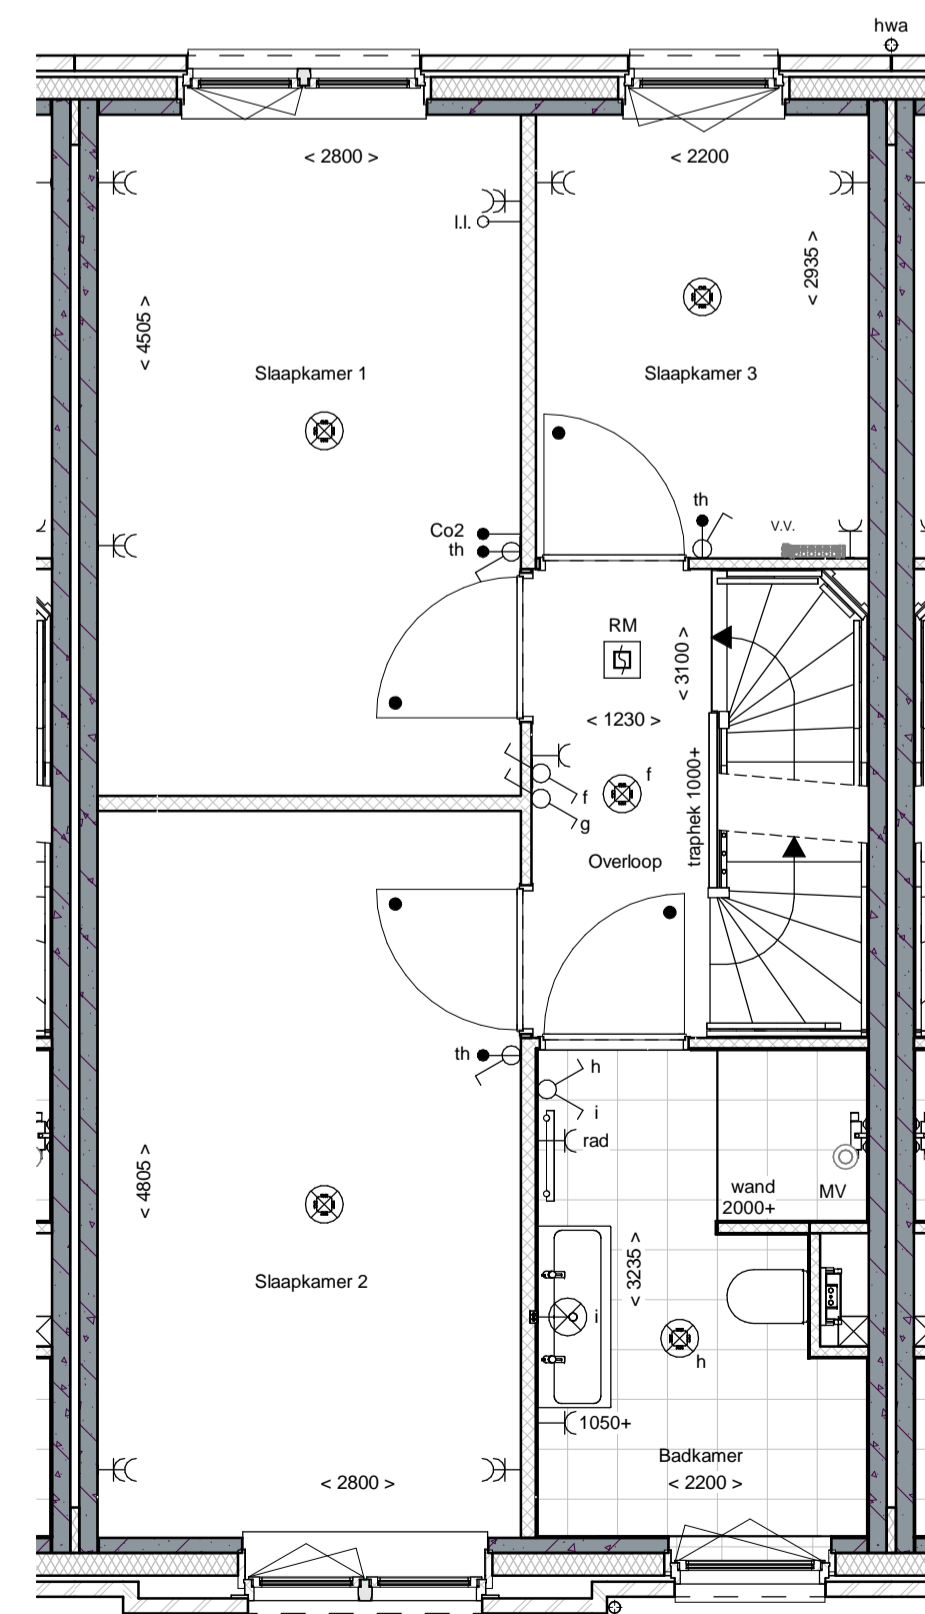 hwa
< 2800 >
< 2200
l.l.
< 2935 >
< 4505 >
Slaapkamer 1
Slaapkamer 3
th
v.v.
Co2
th
RM
< 3100 >
< 1230 >
f
f
g
traphek 1000+
Overloop
th
h
i
rad
< 4805 >
wand
2000+
MV
< 3235 >
Slaapkamer 2
i
h
1050+
Badkamer
< 2800 >
< 2200 >